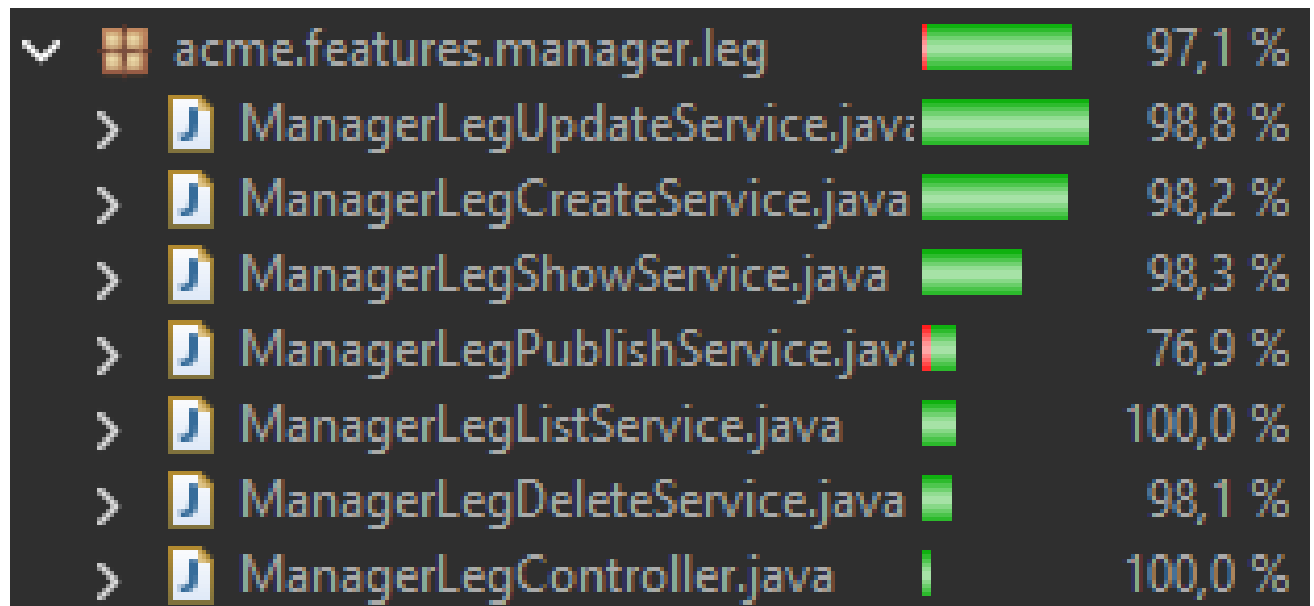 acme.features.manager.leg 97,1 %
ManagerLegUpdateService.java 98,8 %
ManagerLegCreateService.java 98,2 %
ManagerLegShowService.java 98,3 %
ManagerLegPublishService.java 76,9 %
ManagerLegListService.java 100,0 %
ManagerLegDeleteService.java 98,1 %
ManagerLegController.java 100,0 %